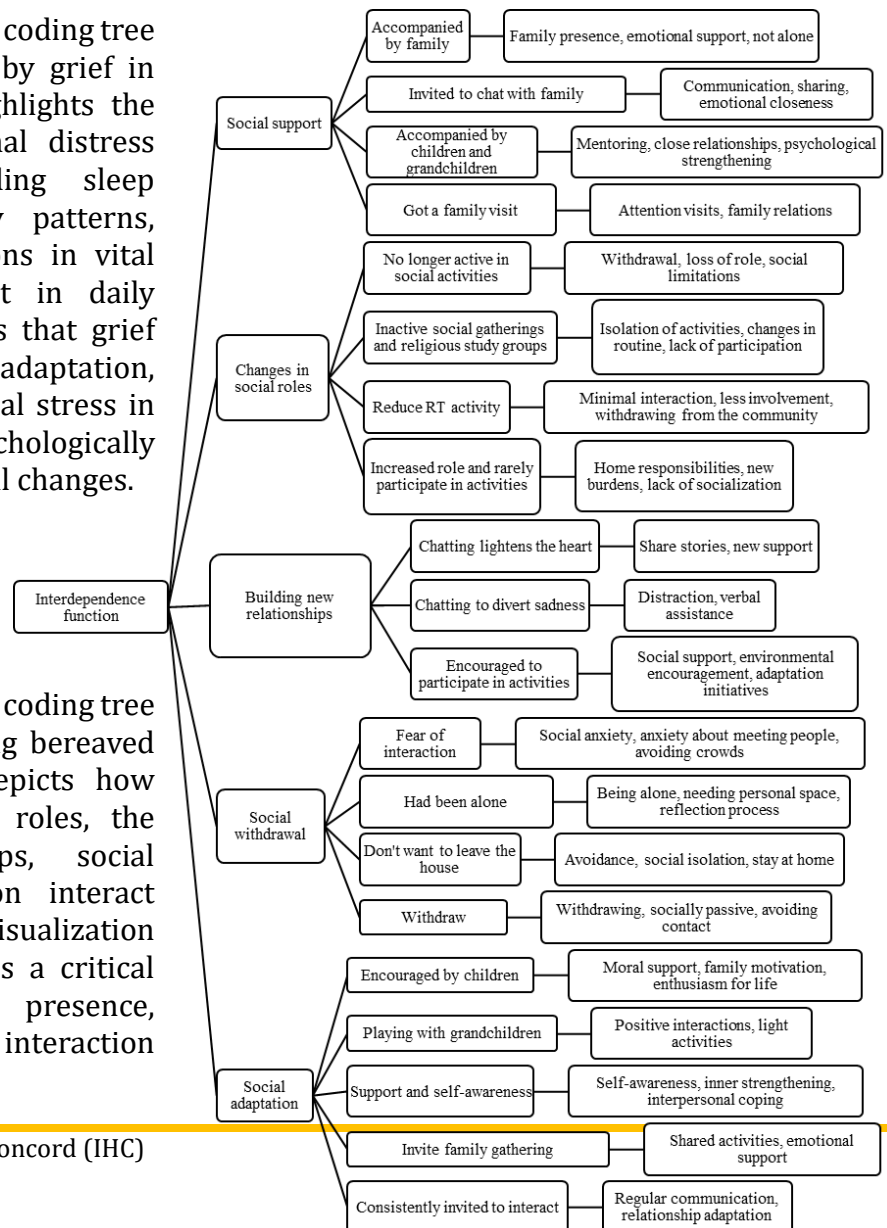 coding tree
by grief in
ghlights the
nal distress
ling sleep
y patterns,
ons in vital
t in daily
s that grief
adaptation,
al stress in
chologically
l changes.
coding tree
g bereaved
epicts how
roles, the
ps, social
on interact
isualization
s a critical
presence,
interaction
oncord (IHC)
Interdependence
function
Social support
Accompanied
by family
Family presence, emotional support, not alone
Invited to chat with family
Communication, sharing,
emotional closeness
Accompanied by
children and
grandchildren
Mentoring, close relationships, psychological
strengthening
Got a family visit
Attention visits, family relations
Changes in
social roles
No longer active in
social activities
Withdrawal, loss of role, social
limitations
Inactive social gatherings
and religious study groups
Isolation of activities, changes in
routine, lack of participation
Reduce RT activity
Minimal interaction, less involvement,
withdrawing from the community
Increased role and rarely
participate in activities
Home responsibilities, new
burdens, lack of socialization
Building new
relationships
Chatting lightens the heart
Share stories, new support
Chatting to divert sadness
Distraction, verbal
assistance
Encouraged to
participate in activities
Social support, environmental
encouragement, adaptation
initiatives
Social
withdrawal
Fear of
interaction
Social anxiety, anxiety about meeting people,
avoiding crowds
Had been alone
Being alone, needing personal space,
reflection process
Don't want to leave the
house
Avoidance, social isolation, stay at home
Withdraw
Withdrawing, socially passive, avoiding
contact
Social
adaptation
Encouraged by children
Moral support, family motivation,
enthusiasm for life
Playing with grandchildren
Positive interactions, light
activities
Support and self-awareness
Self-awareness, inner strengthening,
interpersonal coping
Invite family gathering
Shared activities, emotional
support
Consistently invited to interact
Regular communication,
relationship adaptation